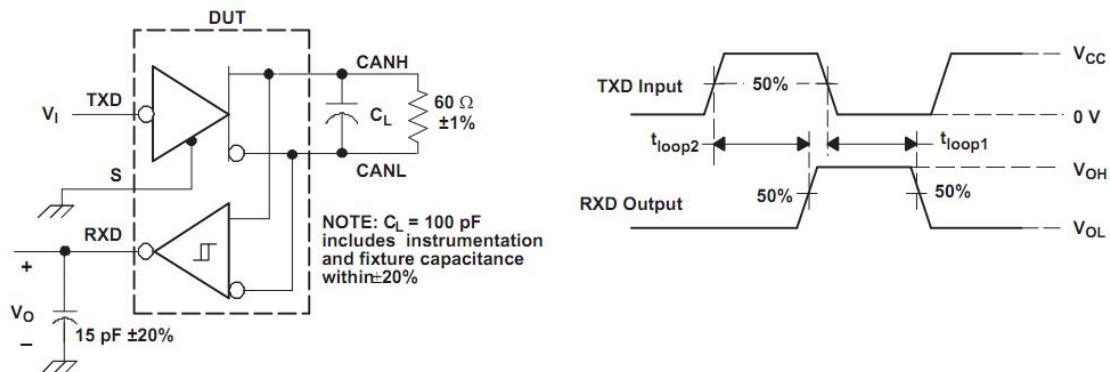 DUT
CANH
TXD
V_I
C_L
60 Ω
±1%
S
CANL
RXD
NOTE: C_L = 100 pF
includes instrumentation
and fixture capacitance
within±20%
+
V_O
15 pF ±20%
–
V_CC
TXD Input
50%
0 V
t_loop2
t_loop1
V_OH
50%
50%
RXD Output
V_OL